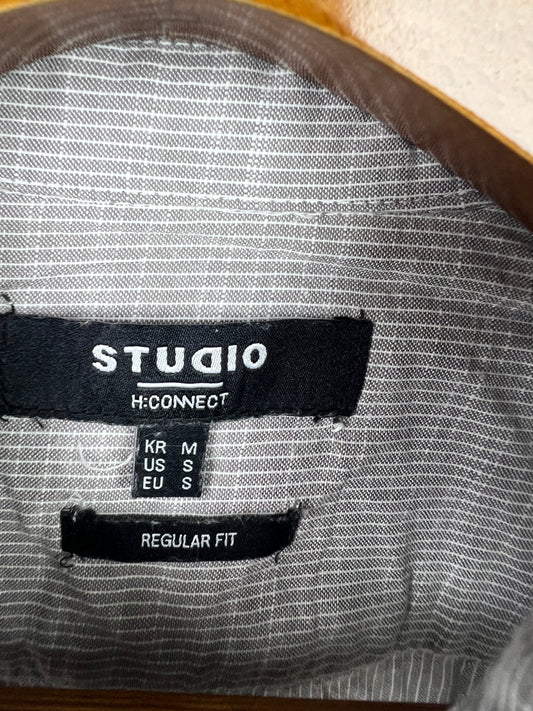 STUDIO
H:CONNECT
KR M
US S
EU S
REGULAR FIT